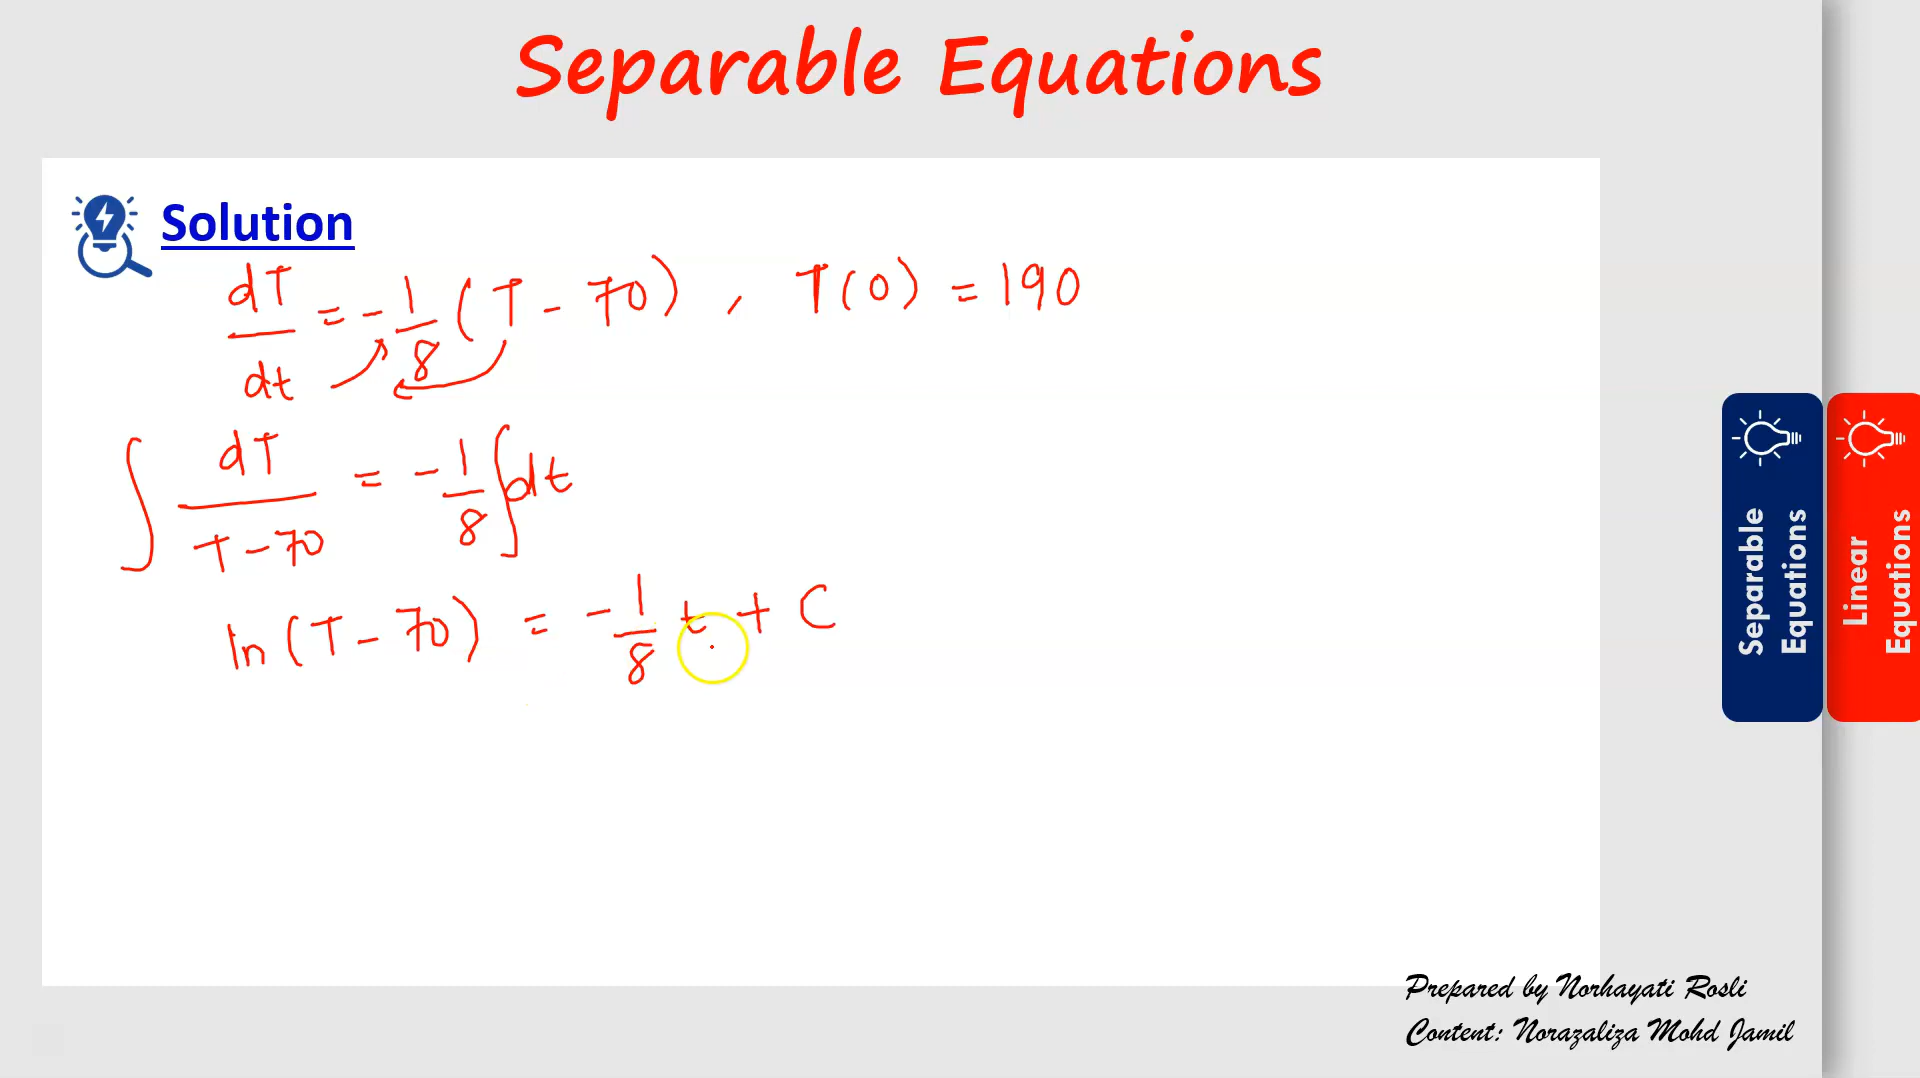 Separable Equations
Solution
dT/dt = -1/8 (T - 70) , T(0) = 190
∫ dT/(T - 70) = -1/8 ∫ dt
ln(T - 70) = -1/8 t + C
Separable
Equations
Linear
Equations
Prepared by Norhayati Rosli
Content: Norazaliza Mohd Jamil